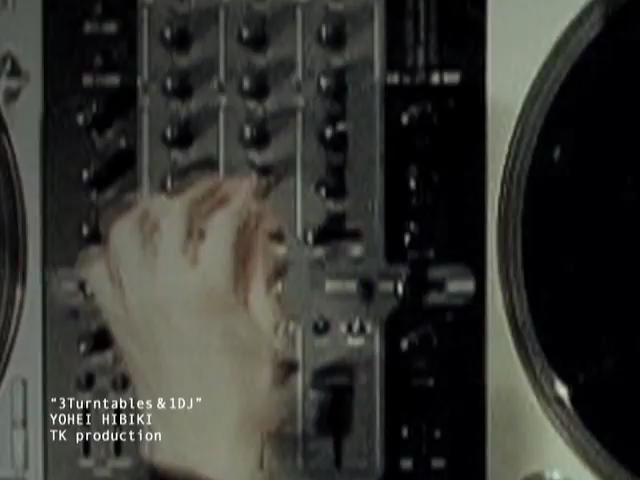 “3Turntables & 1DJ”
YOHEI HIBIKI
TK production